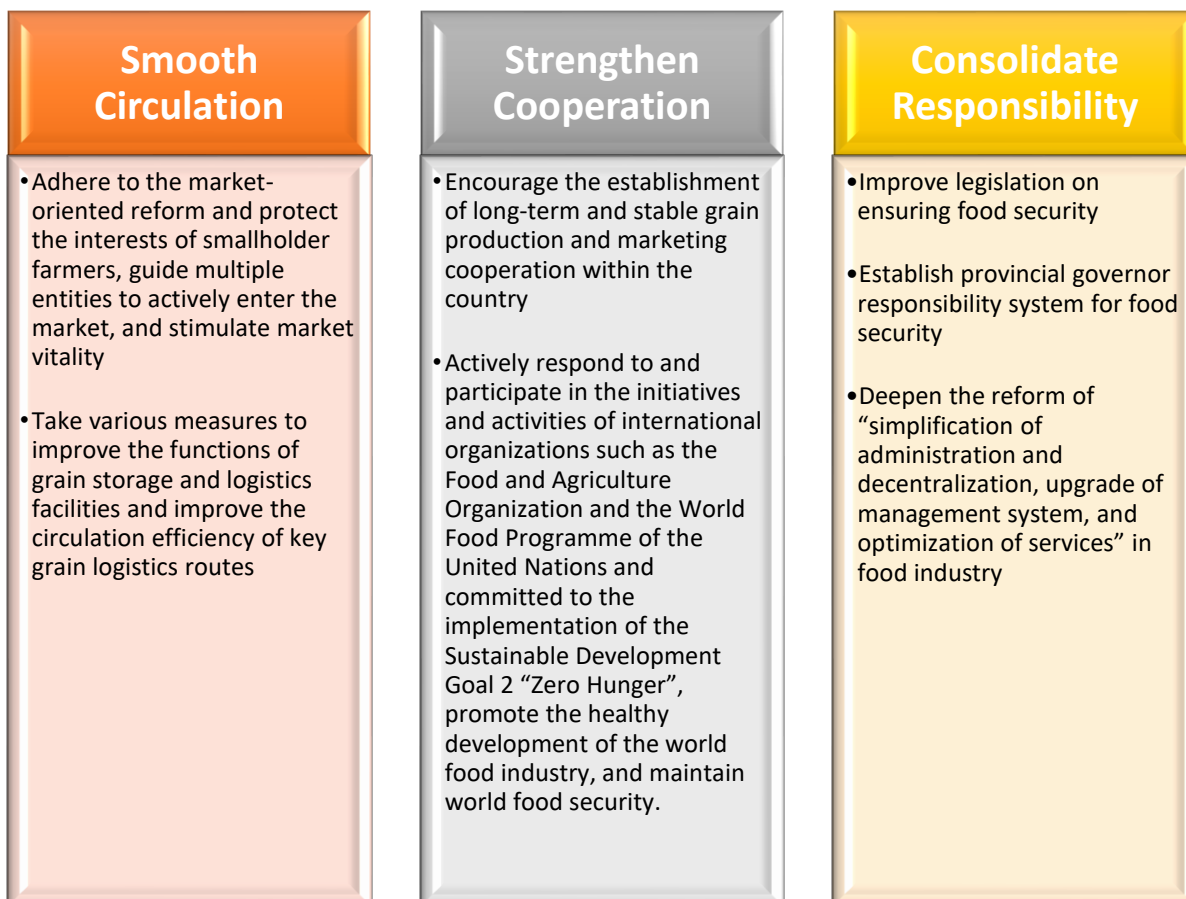 Smooth
Circulation
•Adhere to the market-
oriented reform and protect
the interests of smallholder
farmers, guide multiple
entities to actively enter the
market, and stimulate market
vitality
•Take various measures to
improve the functions of
grain storage and logistics
facilities and improve the
circulation efficiency of key
grain logistics routes
Strengthen
Cooperation
•Encourage the establishment
of long-term and stable grain
production and marketing
cooperation within the
country
•Actively respond to and
participate in the initiatives
and activities of international
organizations such as the
Food and Agriculture
Organization and the World
Food Programme of the
United Nations and
committed to the
implementation of the
Sustainable Development
Goal 2 “Zero Hunger”,
promote the healthy
development of the world
food industry, and maintain
world food security.
Consolidate
Responsibility
•Improve legislation on
ensuring food security
•Establish provincial governor
responsibility system for food
security
•Deepen the reform of
“simplification of
administration and
decentralization, upgrade of
management system, and
optimization of services” in
food industry